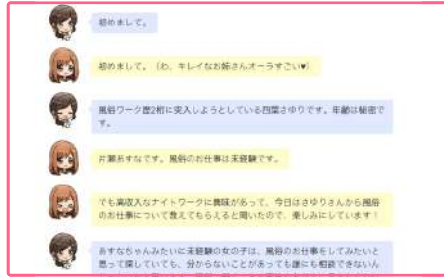 初めまして。
初めまして。（わ、キレイなお姉さんオーラすごい♥）
風俗ワーク歴2桁に突入しようとしている四葉さゆりです。年齢は秘密で
す。
片瀬あすなです。風俗のお仕事は未経験です。
でも高収入なナイトワークに興味があって、今日はさゆりさんから風俗
のお仕事について教えてもらえると聞いたので、楽しみにしています！
あすなちゃんみたいに未経験の女の子は、風俗のお仕事をしてみたいと
思って探していても、分からないことがあっても誰にも相談できないん